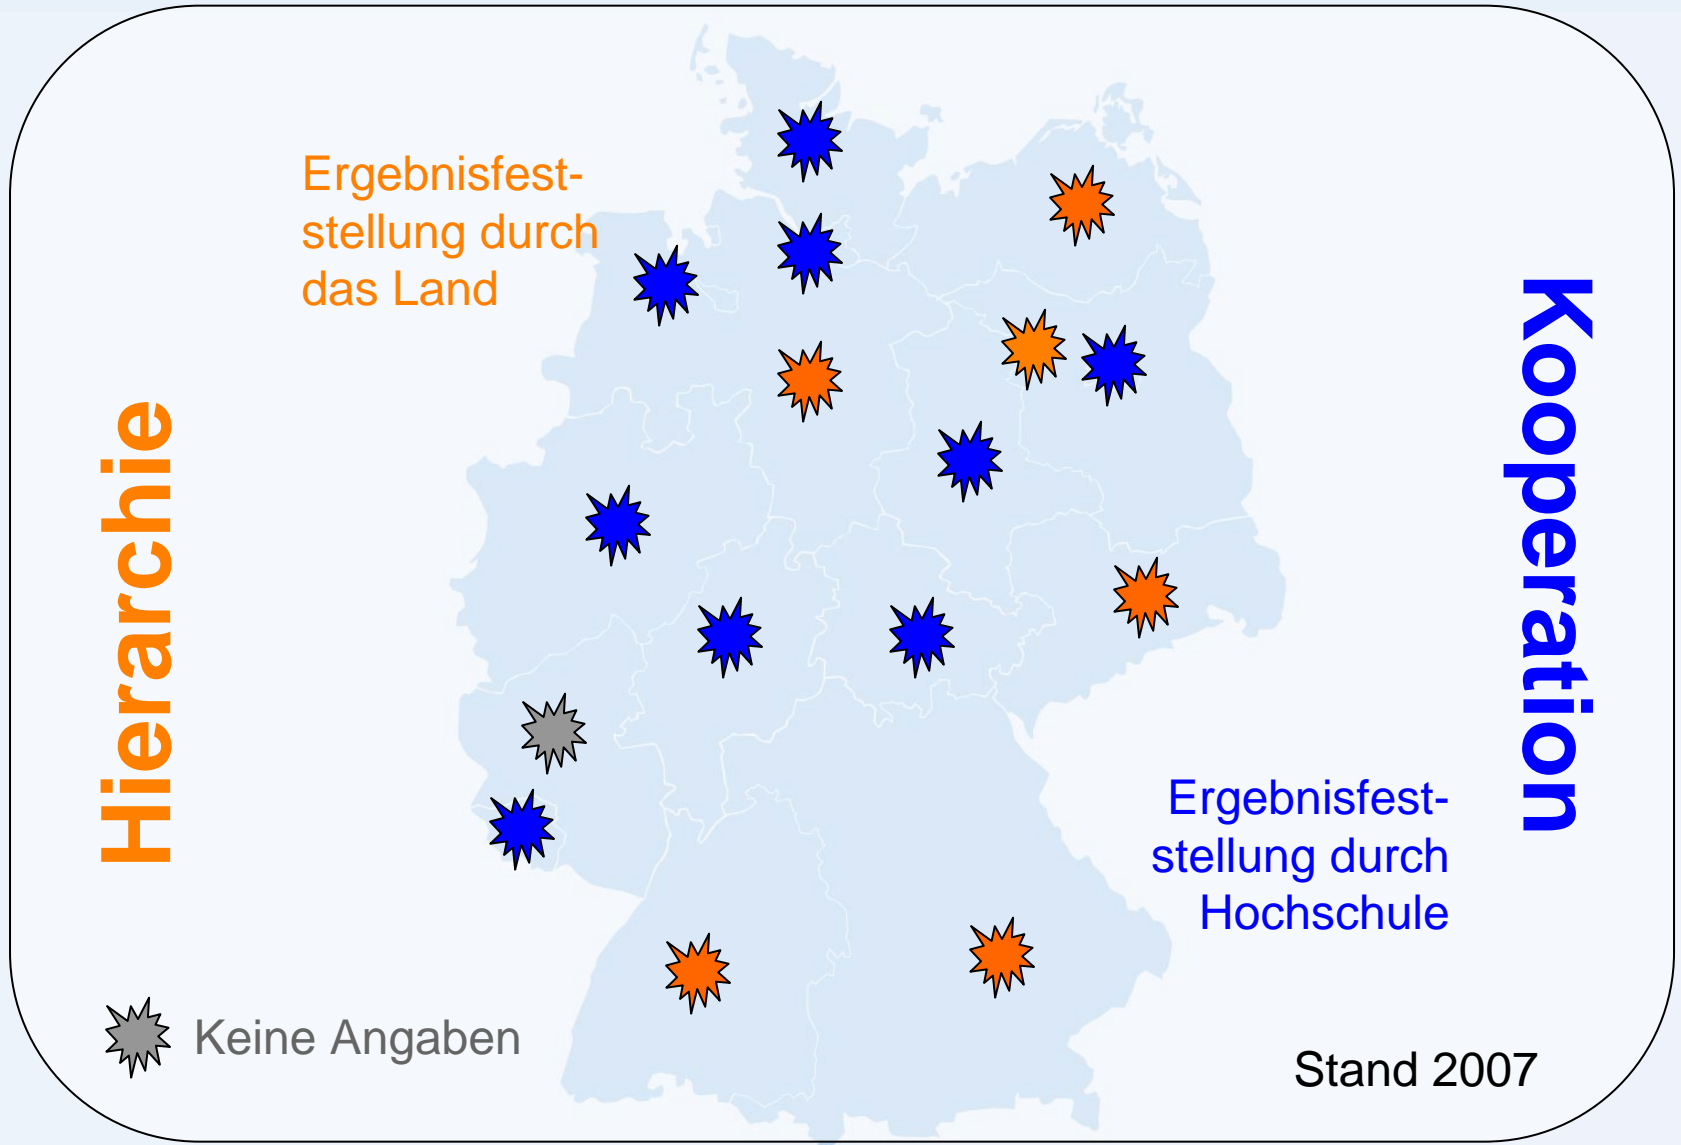 Ergebnisfest-
stellung durch
das Land
Hierarchie
Kooperation
Ergebnisfest-
stellung durch
Hochschule
Keine Angaben
Stand 2007